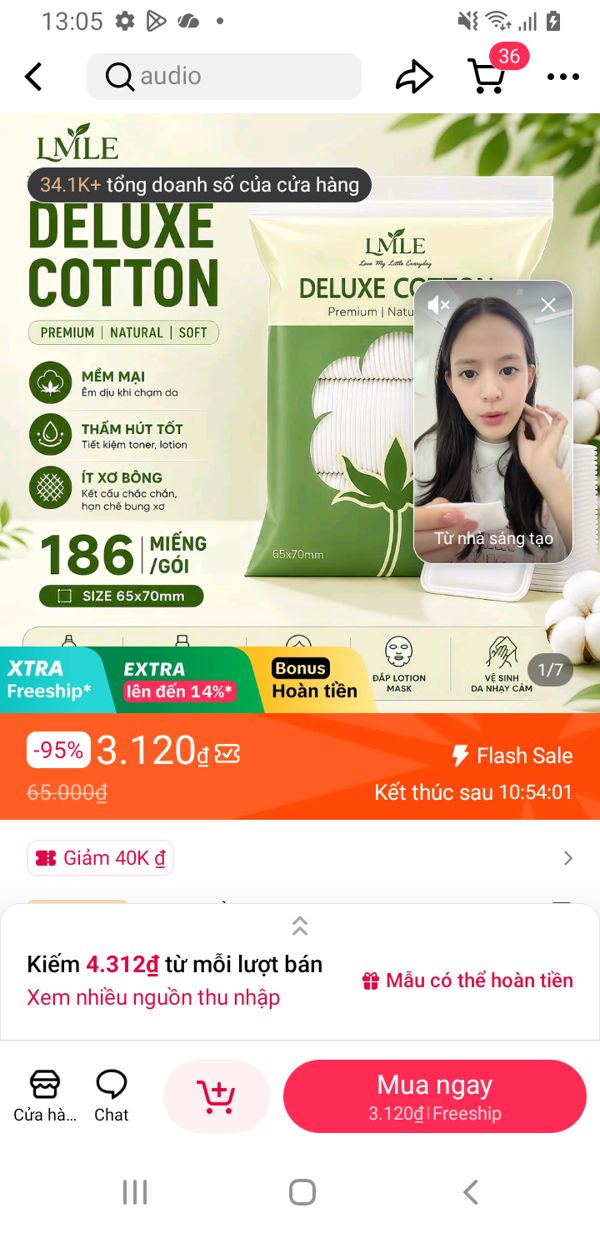 13:05
audio
36
LMLE
34.1K+ tổng doanh số của cửa hàng
DELUXE
COTTON
PREMIUM | NATURAL | SOFT
MỀM MẠI
Êm dịu khi chạm da
THẤM HÚT TỐT
Tiết kiệm toner, lotion
ÍT XƠ BÔNG
Kết cấu chắc chắn,
hạn chế bung xơ
186 MIẾNG
/GÓI
SIZE 65x70mm
LMLE
Love My Little Everyday
DELUXE COTTON
Premium | Natu
65x70mm
Từ nhà sáng tạo
XTRA
Freeship*
EXTRA
lên đến 14%*
Bonus
Hoàn tiền
ĐẮP LOTION
MASK
VỆ SINH
DA NHẠY CẢM
1/7
-95% 3.120đ
65.000đ
Flash Sale
Kết thúc sau 10:54:01
Giảm 40K đ
Kiếm 4.312đ từ mỗi lượt bán
Xem nhiều nguồn thu nhập
Mẫu có thể hoàn tiền
Cửa hà...
Chat
Mua ngay
3.120đ | Freeship